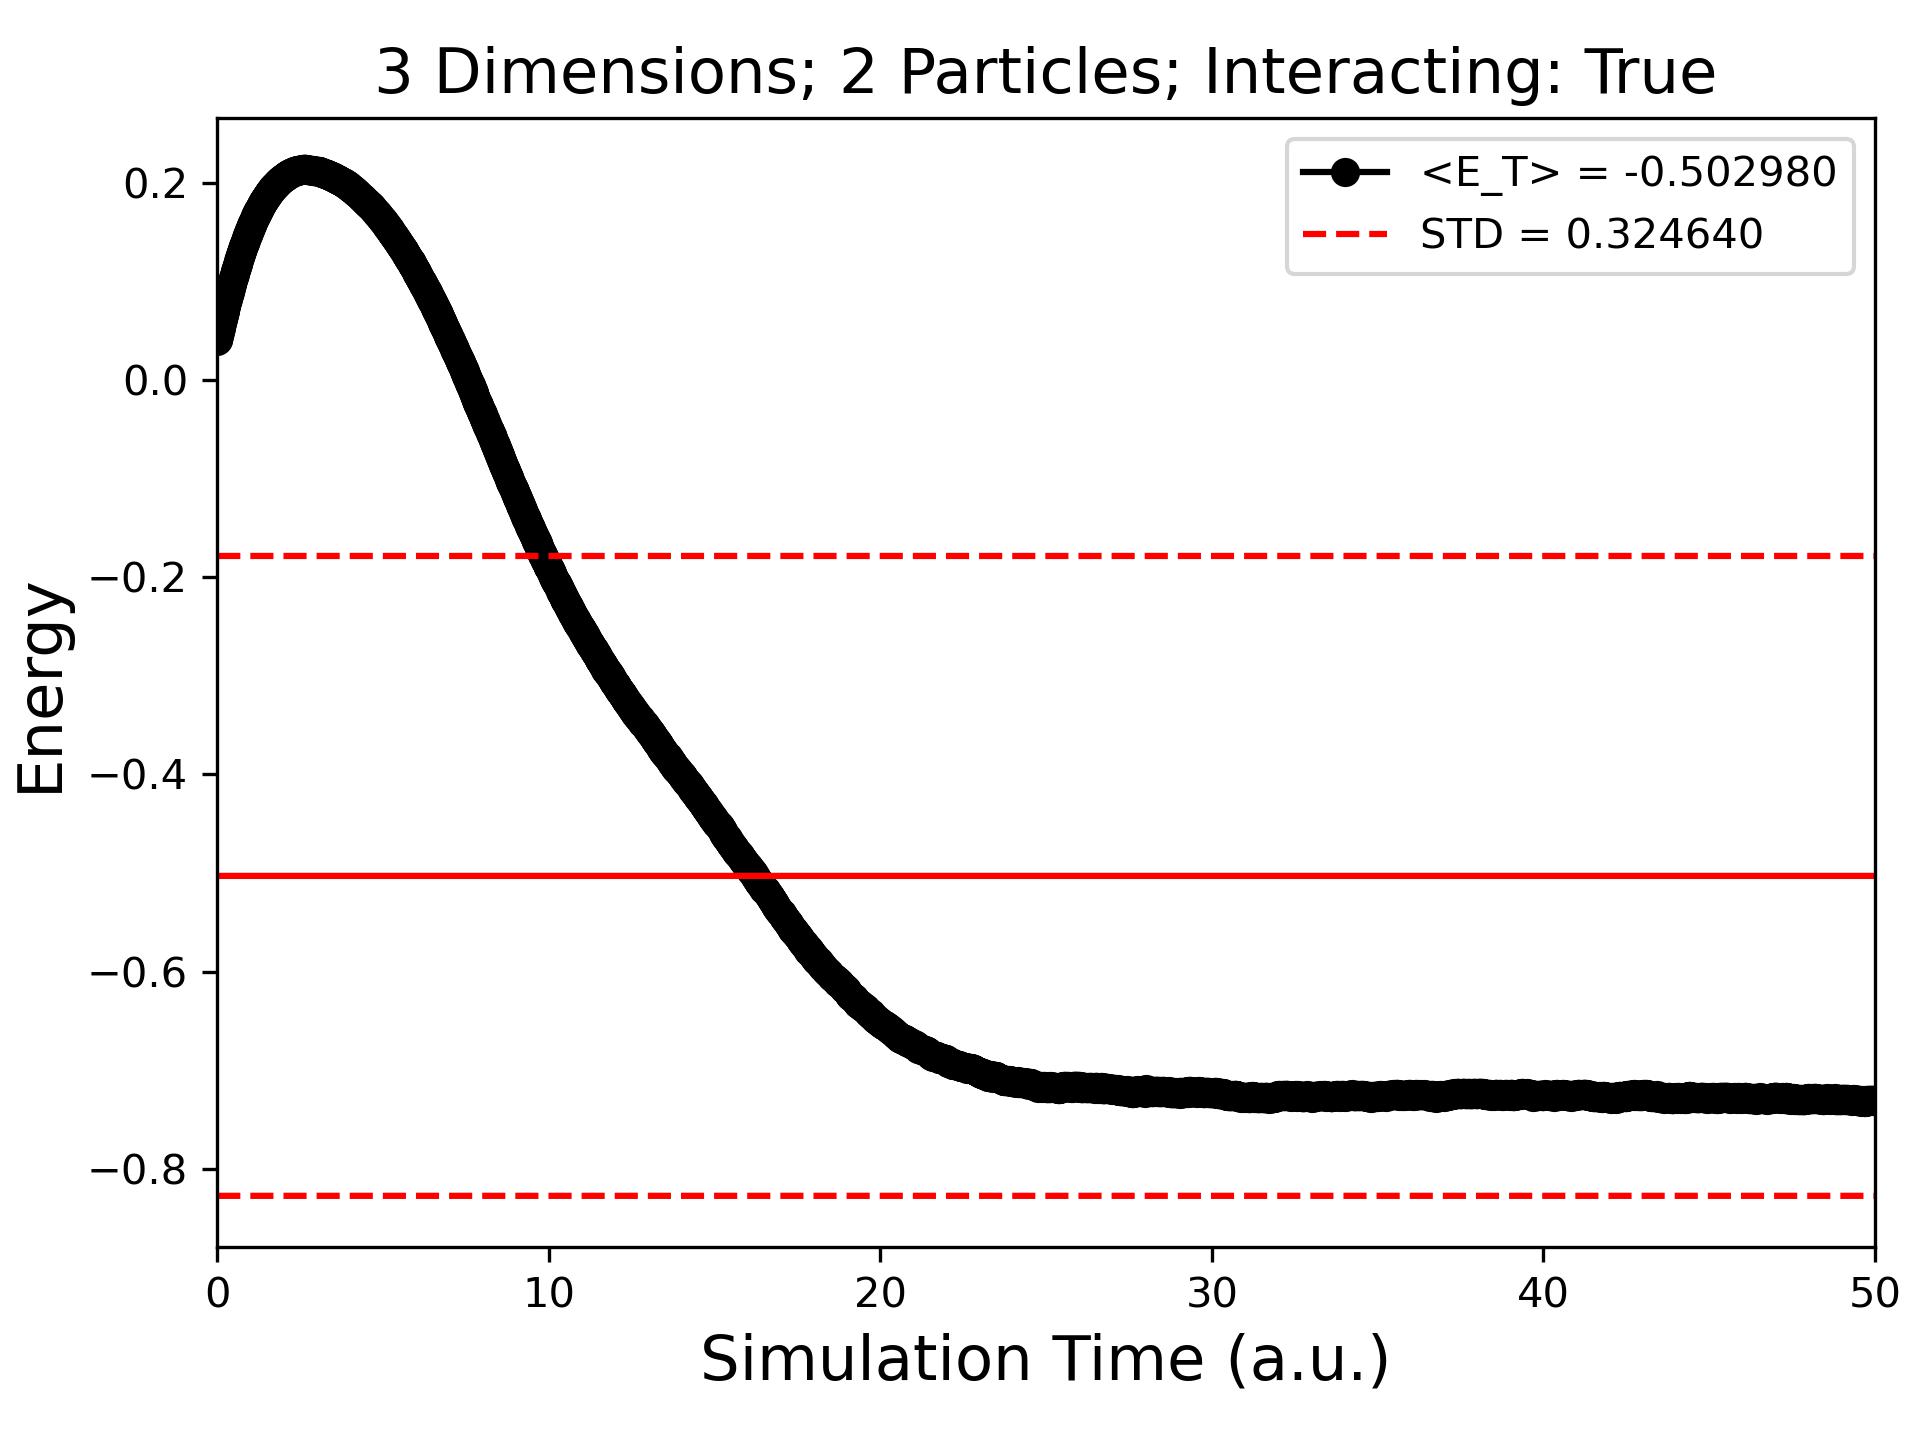 3 Dimensions; 2 Particles; Interacting: True
<E_T> = -0.502980
STD = 0.324640
Energy
0.2
0.0
−0.2
−0.4
−0.6
−0.8
0 10 20 30 40 50
Simulation Time (a.u.)